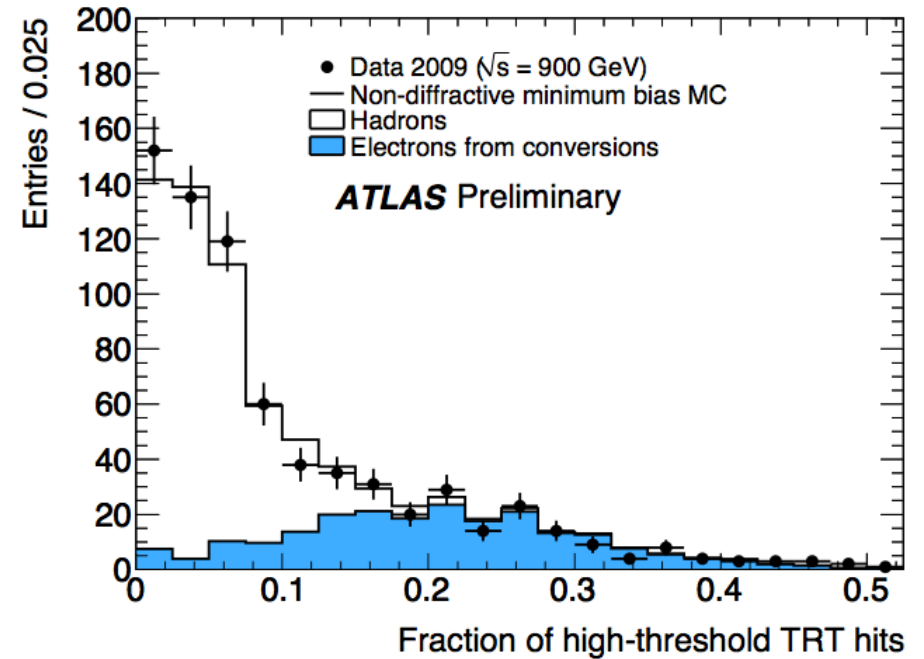 Entries / 0.025
200
180
160
140
120
100
80
60
40
20
0
Data 2009 (√s = 900 GeV)
Non-diffractive minimum bias MC
Hadrons
Electrons from conversions
ATLAS Preliminary
0 0.1 0.2 0.3 0.4 0.5
Fraction of high-threshold TRT hits